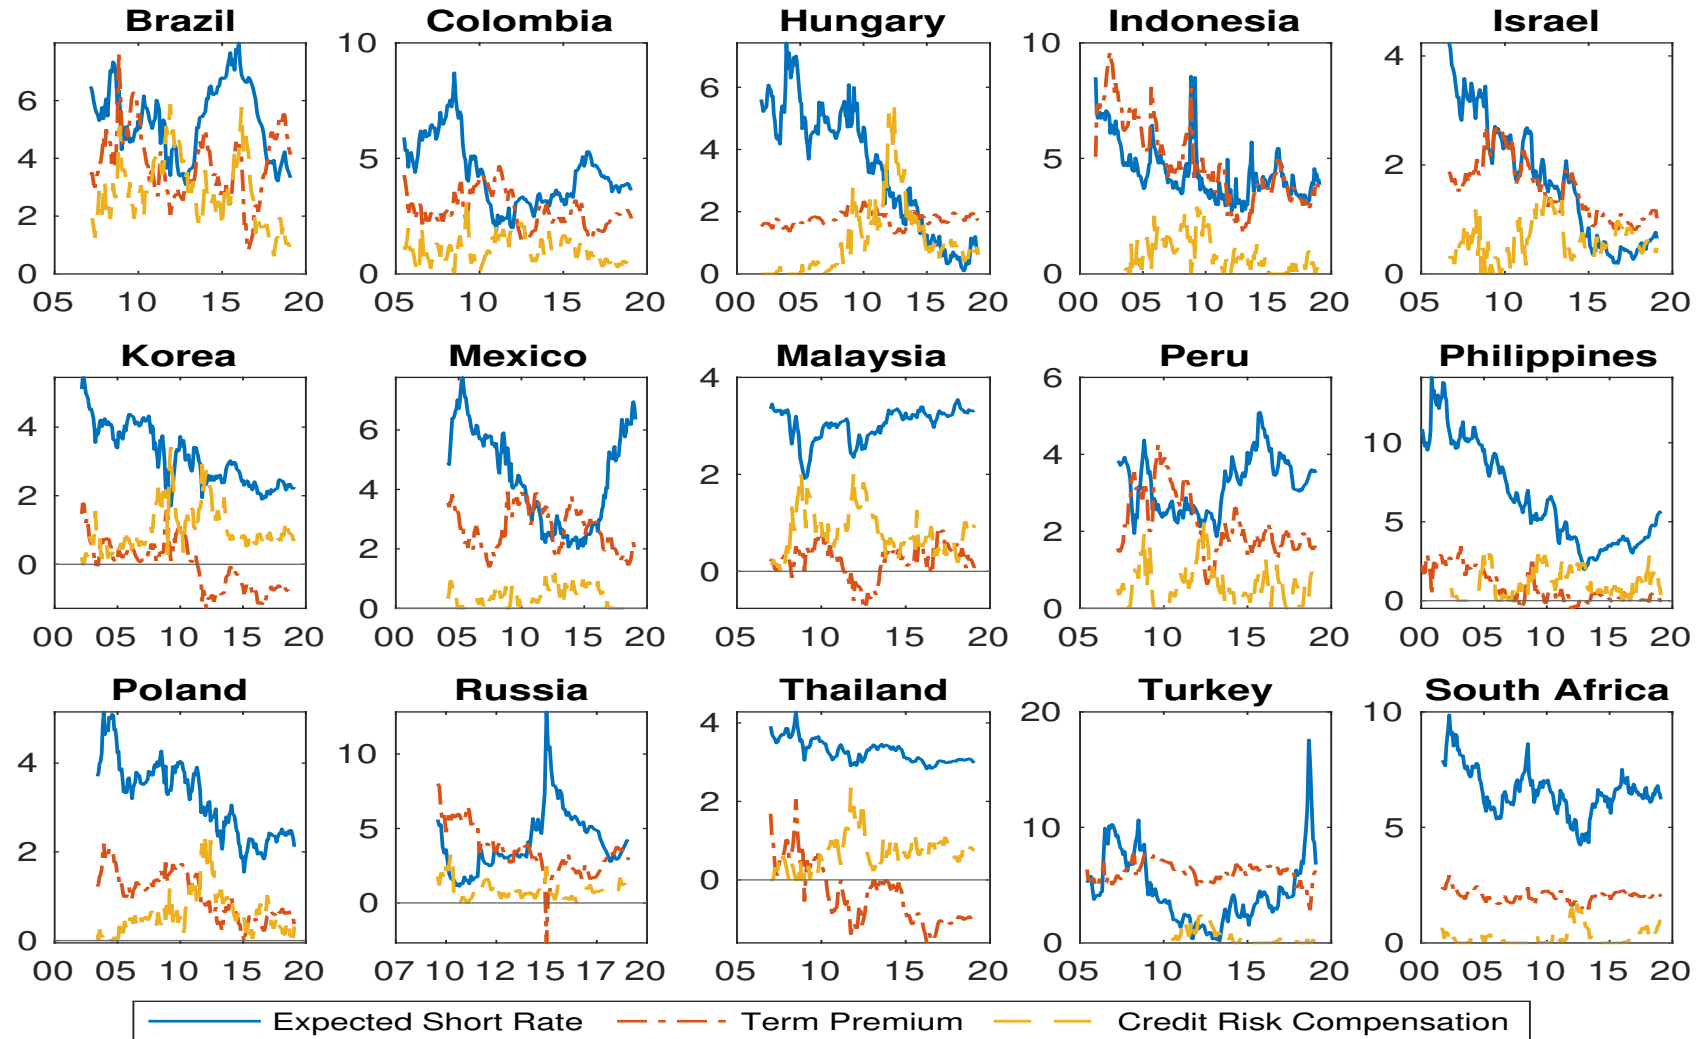 Brazil Colombia Hungary Indonesia Israel
6 4 2 0
05 10 15 20
10 5 0
05 10 15 20
6 4 2 0
00 05 10 15 20
10 5 0
00 05 10 15 20
4 2 0
05 10 15 20
Korea Mexico Malaysia Peru Philippines
4 2 0
00 05 10 15 20
6 4 2 0
00 05 10 15 20
4 2 0
05 10 15 20
6 4 2 0
05 10 15 20
10 5 0
00 05 10 15 20
Poland Russia Thailand Turkey South Africa
4 2 0
00 05 10 15 20
10 5 0
07 10 12 15 17 20
4 2 0
05 10 15 20
20 10 0
05 10 15 20
10 5 0
00 05 10 15 20
Expected Short Rate Term Premium Credit Risk Compensation